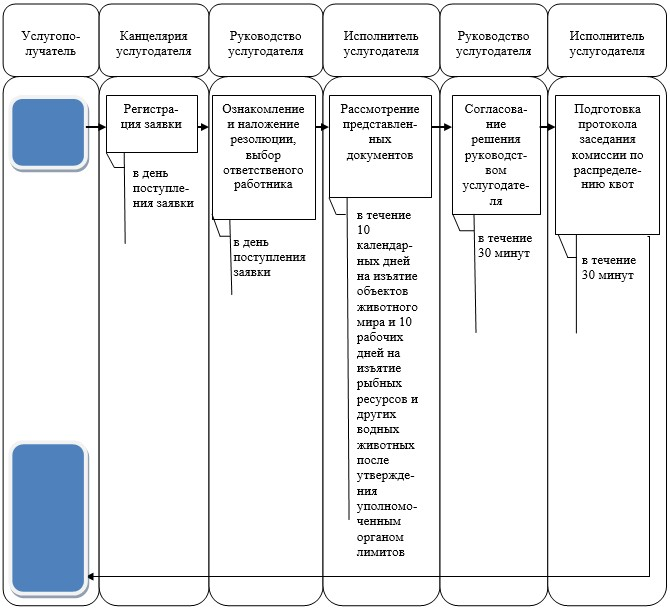 Услугопо-
лучатель
Канцелярия
услугодателя
Руководство
услугодателя
Исполнитель
услугодателя
Руководство
услугодателя
Исполнитель
услугодателя
Регистра-
ция заявки
в день
поступле-
ния заявки
Ознакомление
и наложение
резолюции,
выбор
ответственого
работника
в день
поступления
заявки
Рассмотрение
представлен-
ных
документов
в течение
10
календар-
ных дней
на изъятие
объектов
животного
мира и 10
рабочих
дней на
изъятие
рыбных
ресурсов и
других
водных
животных
после
утвержде-
ния
уполномо-
ченным
органом
лимитов
Согласова-
ние
решения
руководст-
вом
услугодате-
ля
в течение
30 минут
Подготовка
протокола
заседания
комиссии по
распределе-
нию квот
в течение
30 минут